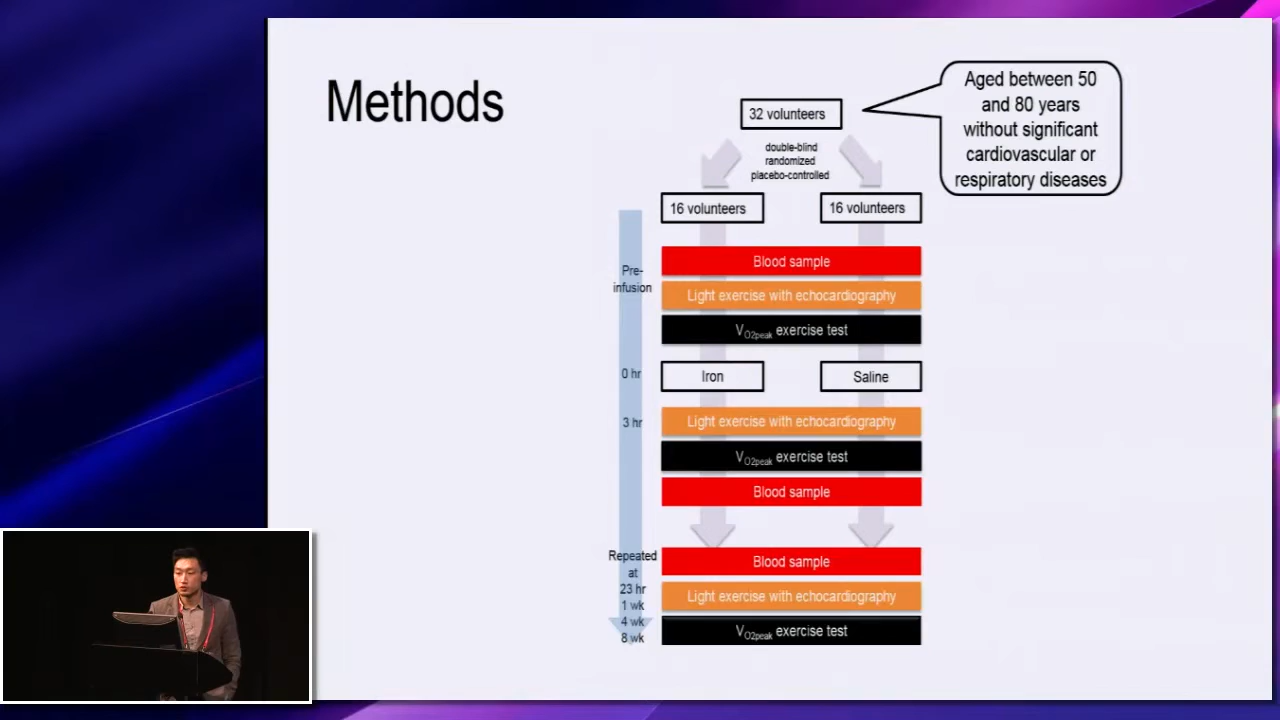 Methods
32 volunteers
Aged between 50
and 80 years
without significant
cardiovascular or
respiratory diseases
double-blind
randomized
placebo-controlled
16 volunteers
16 volunteers
Pre-
infusion
Blood sample
Light exercise with echocardiography
VO2peak exercise test
0 hr
Iron
Saline
3 hr
Light exercise with echocardiography
VO2peak exercise test
Blood sample
Repeated
at
23 hr
1 wk
4 wk
8 wk
Blood sample
Light exercise with echocardiography
VO2peak exercise test